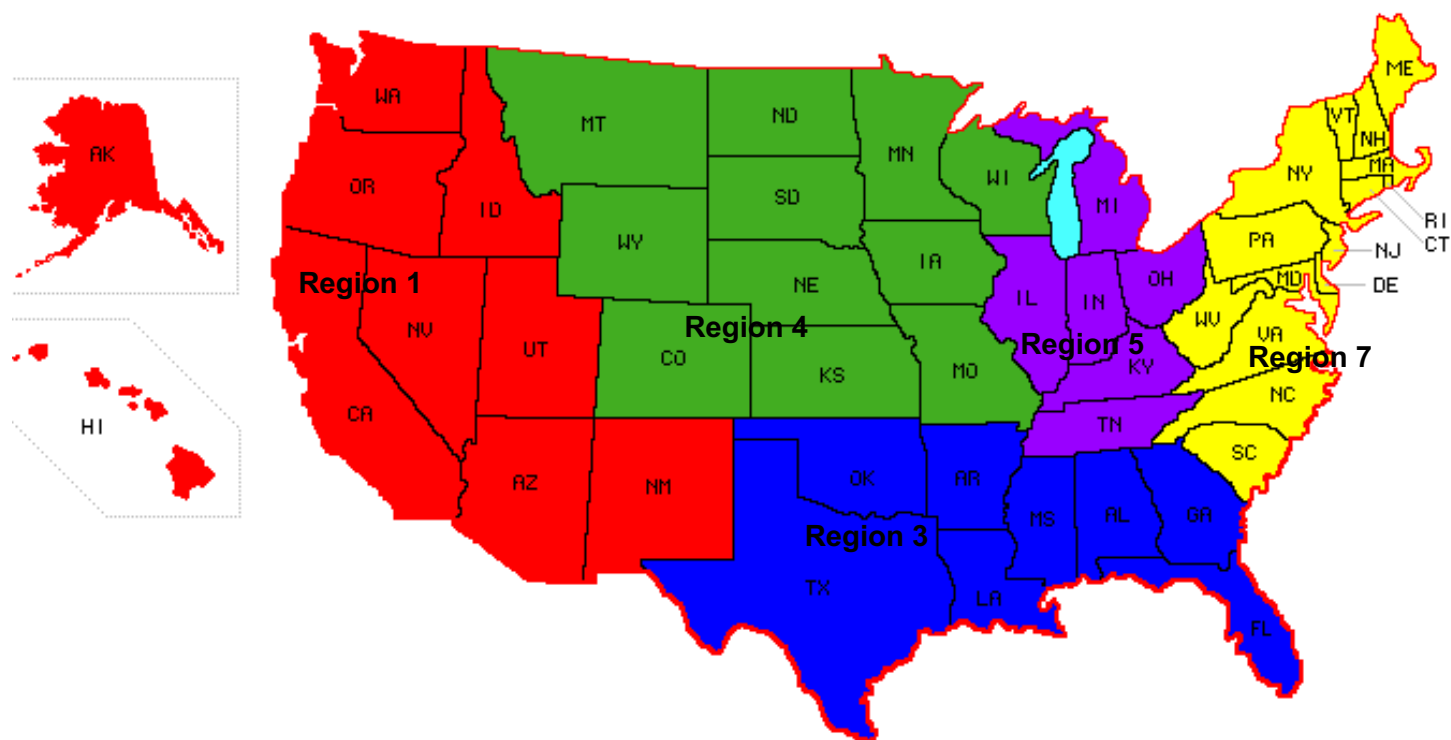 ME
WA
VT
ND
MT
NH
MN
AK
MA
NY
WI
OR
SD
MI
ID
RI
WY
PA
CT
NJ
IA
MD
OH
Region 1
NE
DE
IL
IN
WV
NV
Region 4
VA
UT
Region 5
CO
Region 7
KY
KS
MO
NC
CA
HI
TN
SC
OK
AR
AZ
NM
MS
AL
GA
Region 3
TX
LA
FL